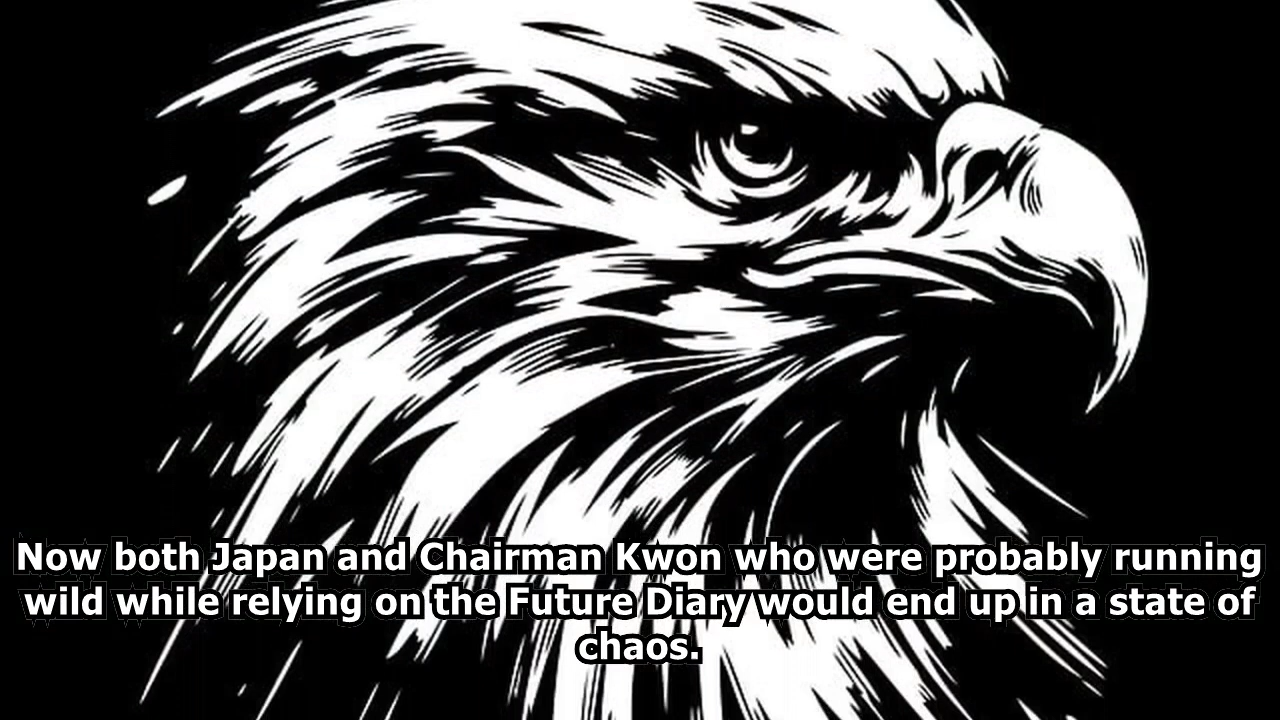 Now both Japan and Chairman Kwon who were probably running
wild while relying on the Future Diary would end up in a state of
chaos.